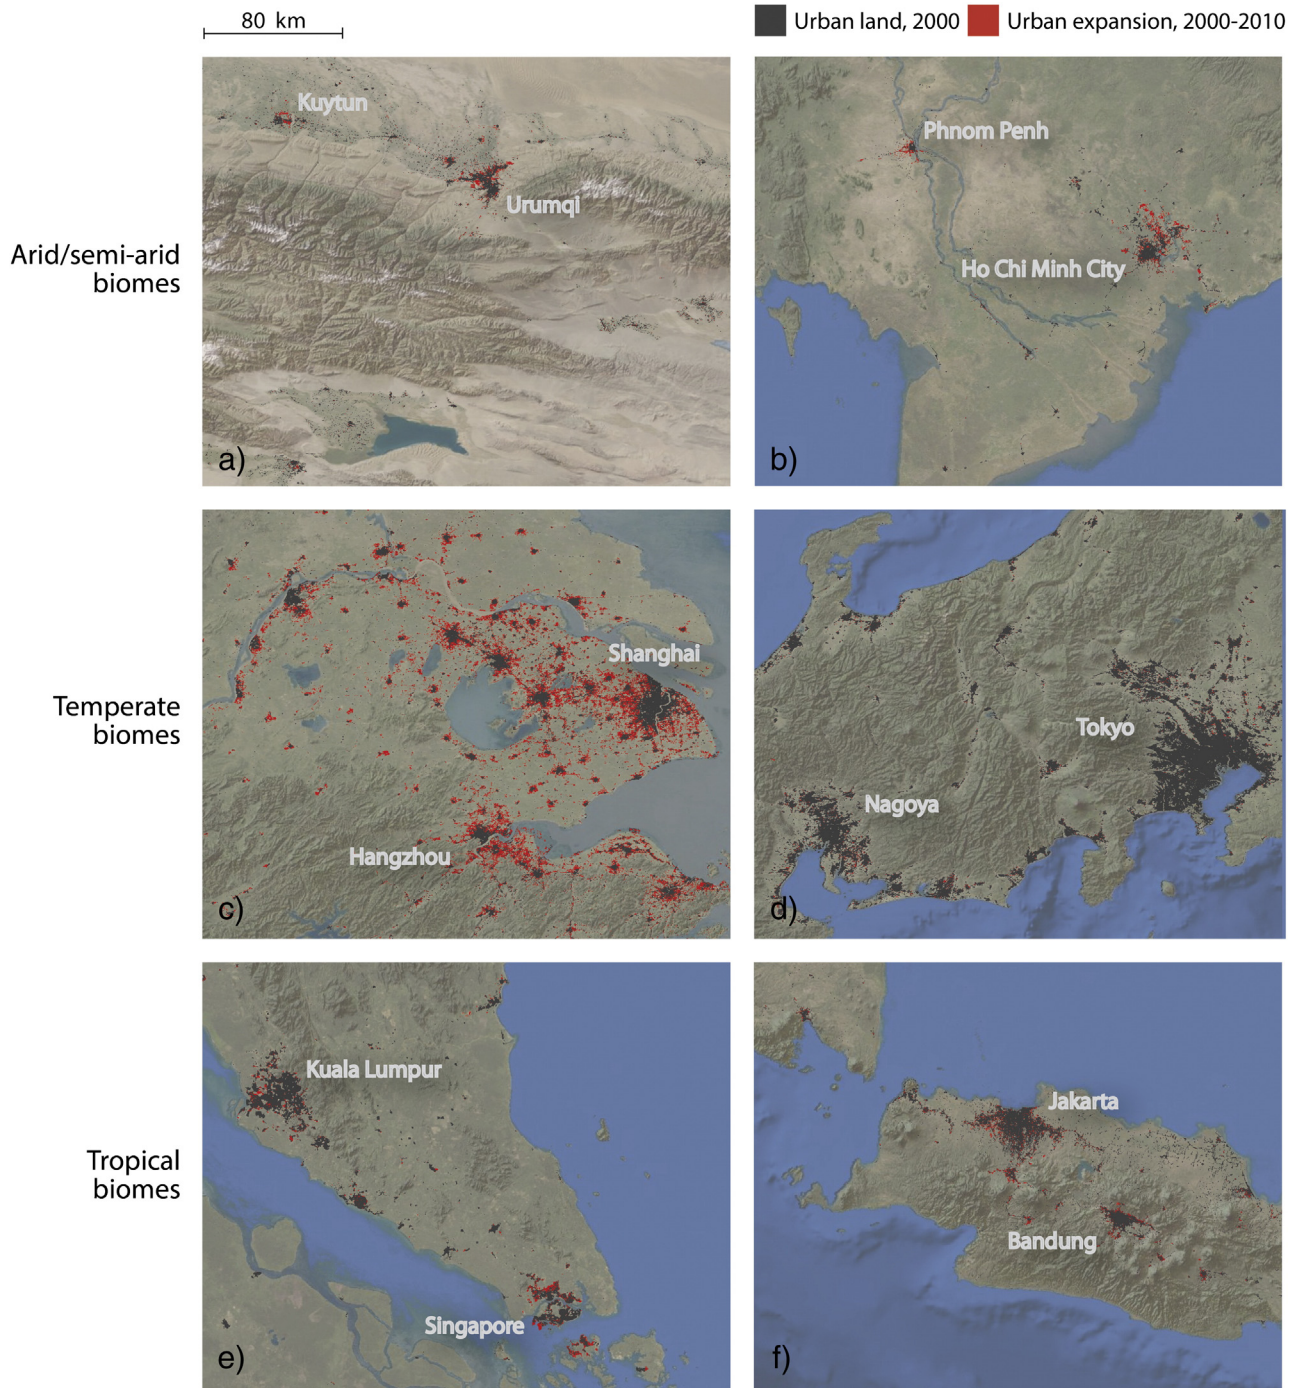 80 km
Urban land, 2000
Urban expansion, 2000-2010
Arid/semi-arid
biomes
Kuytun
Urumqi
a)
Phnom Penh
Ho Chi Minh City
b)
Temperate
biomes
Shanghai
Hangzhou
c)
Tokyo
Nagoya
d)
Tropical
biomes
Kuala Lumpur
Singapore
e)
Jakarta
Bandung
f)